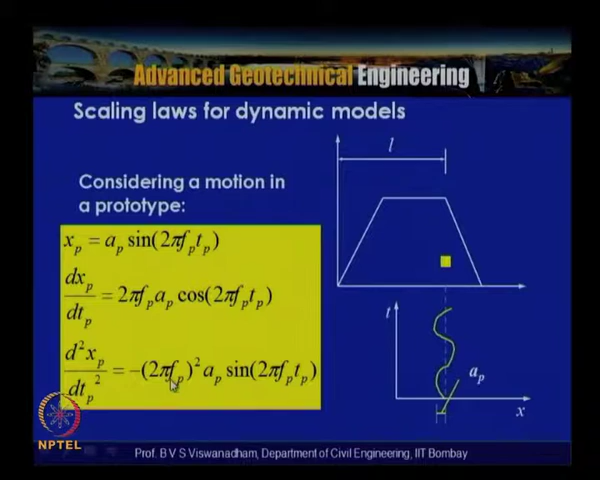 Advanced Geotechnical Engineering
Scaling laws for dynamic models
Considering a motion in
a prototype:
x_p = a_p sin(2πf_p t_p)
dx_p/dt_p = 2πf_p a_p cos(2πf_p t_p)
d²x_p/dt_p² = -(2πf_p)² a_p sin(2πf_p t_p)
l
t
a_p
x
NPTEL
Prof. B V S Viswanadham, Department of Civil Engineering, IIT Bombay